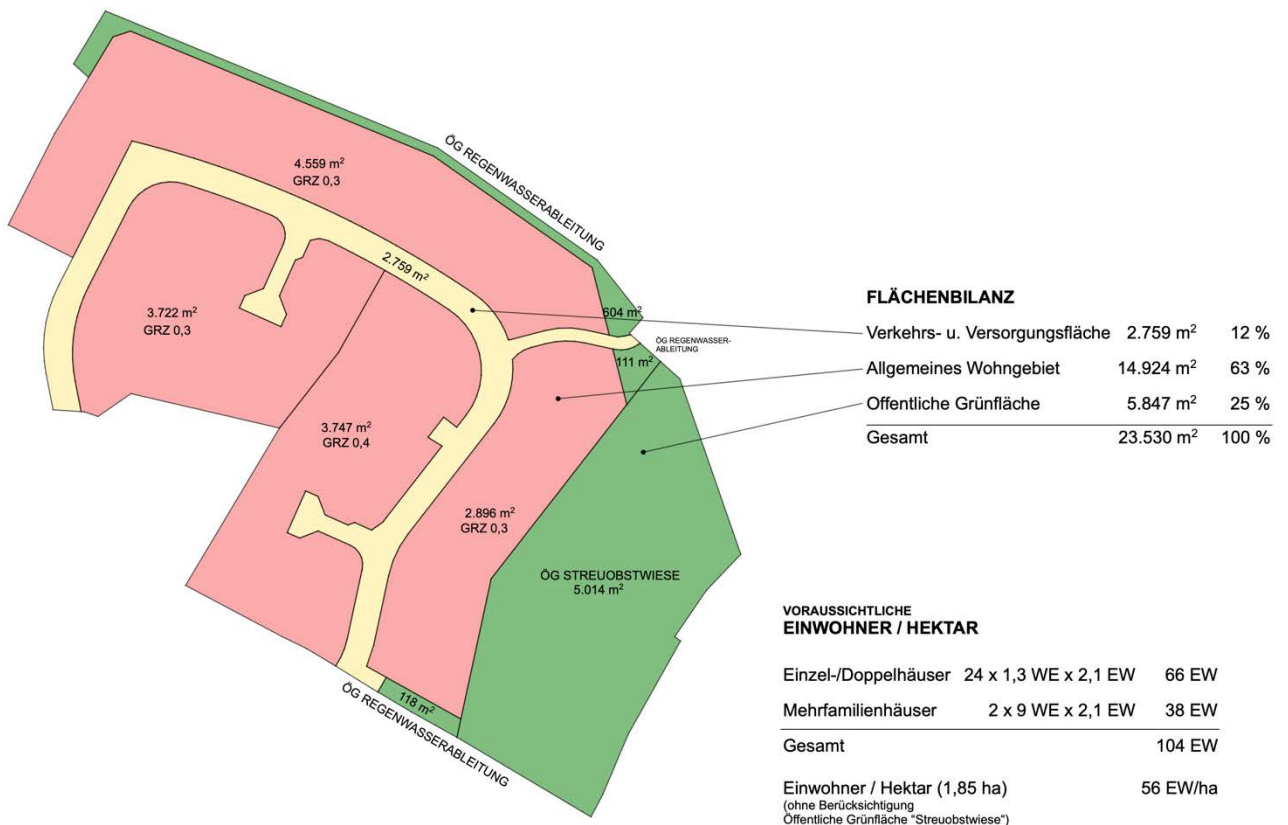 ÖG REGENWASSERABLEITUNG
4.559 m²
GRZ 0,3
2.759 m²
3.722 m²
GRZ 0,3
604 m²
ÖG REGENWASSER-
ABLEITUNG
111 m²
3.747 m²
GRZ 0,4
2.896 m²
GRZ 0,3
ÖG STREUOBSTWIESE
5.014 m²
118 m²
ÖG REGENWASSERABLEITUNG
FLÄCHENBILANZ
Verkehrs- u. Versorgungsfläche 2.759 m² 12 %
Allgemeines Wohngebiet 14.924 m² 63 %
Offentliche Grünfläche 5.847 m² 25 %
Gesamt 23.530 m² 100 %
VORAUSSICHTLICHE
EINWOHNER / HEKTAR
Einzel-/Doppelhäuser 24 x 1,3 WE x 2,1 EW 66 EW
Mehrfamilienhäuser 2 x 9 WE x 2,1 EW 38 EW
Gesamt 104 EW
Einwohner / Hektar (1,85 ha) 56 EW/ha
(ohne Berücksichtigung
Öffentliche Grünfläche "Streuobstwiese")